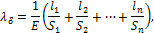 λ_б = 1/E (l_1/S_1 + l_2/S_2 + ⋯ + l_n/S_n),